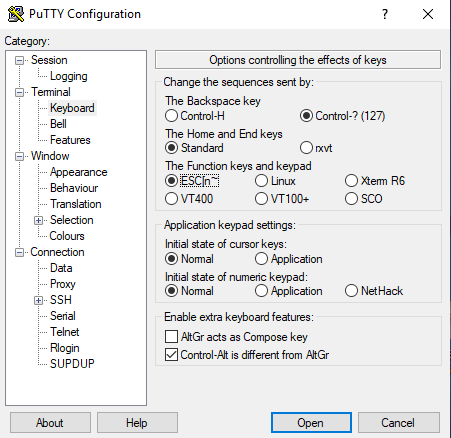 PuTTY Configuration
Category:
Session
Logging
Terminal
Keyboard
Bell
Features
Window
Appearance
Behaviour
Translation
Selection
Colours
Connection
Data
Proxy
SSH
Serial
Telnet
Rlogin
SUPDUP
Options controlling the effects of keys
Change the sequences sent by:
The Backspace key
Control-H Control-? (127)
The Home and End keys
Standard rxvt
The Function keys and keypad
ESC[n~ Linux Xterm R6
VT400 VT100+ SCO
Application keypad settings:
Initial state of cursor keys:
Normal Application
Initial state of numeric keypad:
Normal Application NetHack
Enable extra keyboard features:
AltGr acts as Compose key
Control-Alt is different from AltGr
About Help Open Cancel